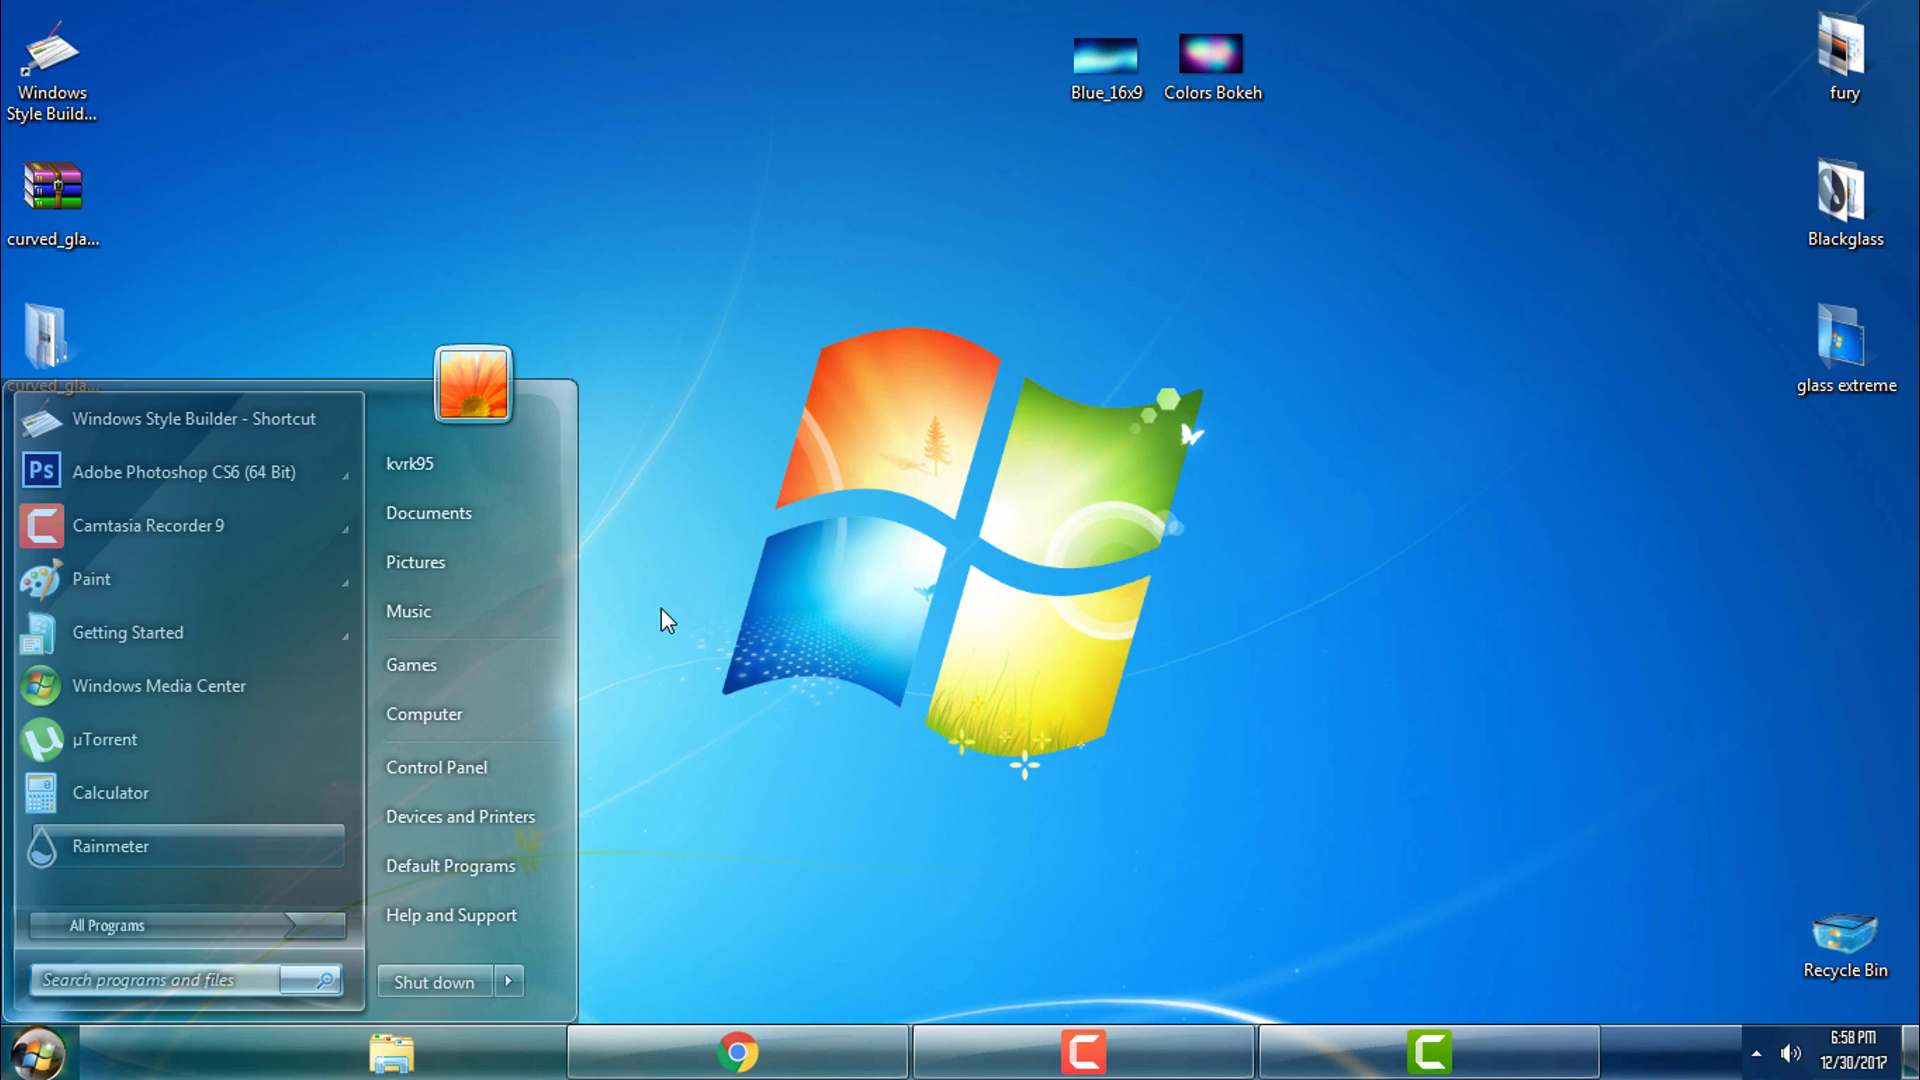 Windows
Style Build...
curved_gla...
curved_gla...
Blue_16x9
Colors Bokeh
fury
Blackglass
glass extreme
Recycle Bin
Windows Style Builder - Shortcut
Ps
Adobe Photoshop CS6 (64 Bit)
Camtasia Recorder 9
Paint
Getting Started
Windows Media Center
µTorrent
Calculator
Rainmeter
All Programs
Search programs and files
kvrk95
Documents
Pictures
Music
Games
Computer
Control Panel
Devices and Printers
Default Programs
Help and Support
Shut down
6:58 PM
12/30/2017